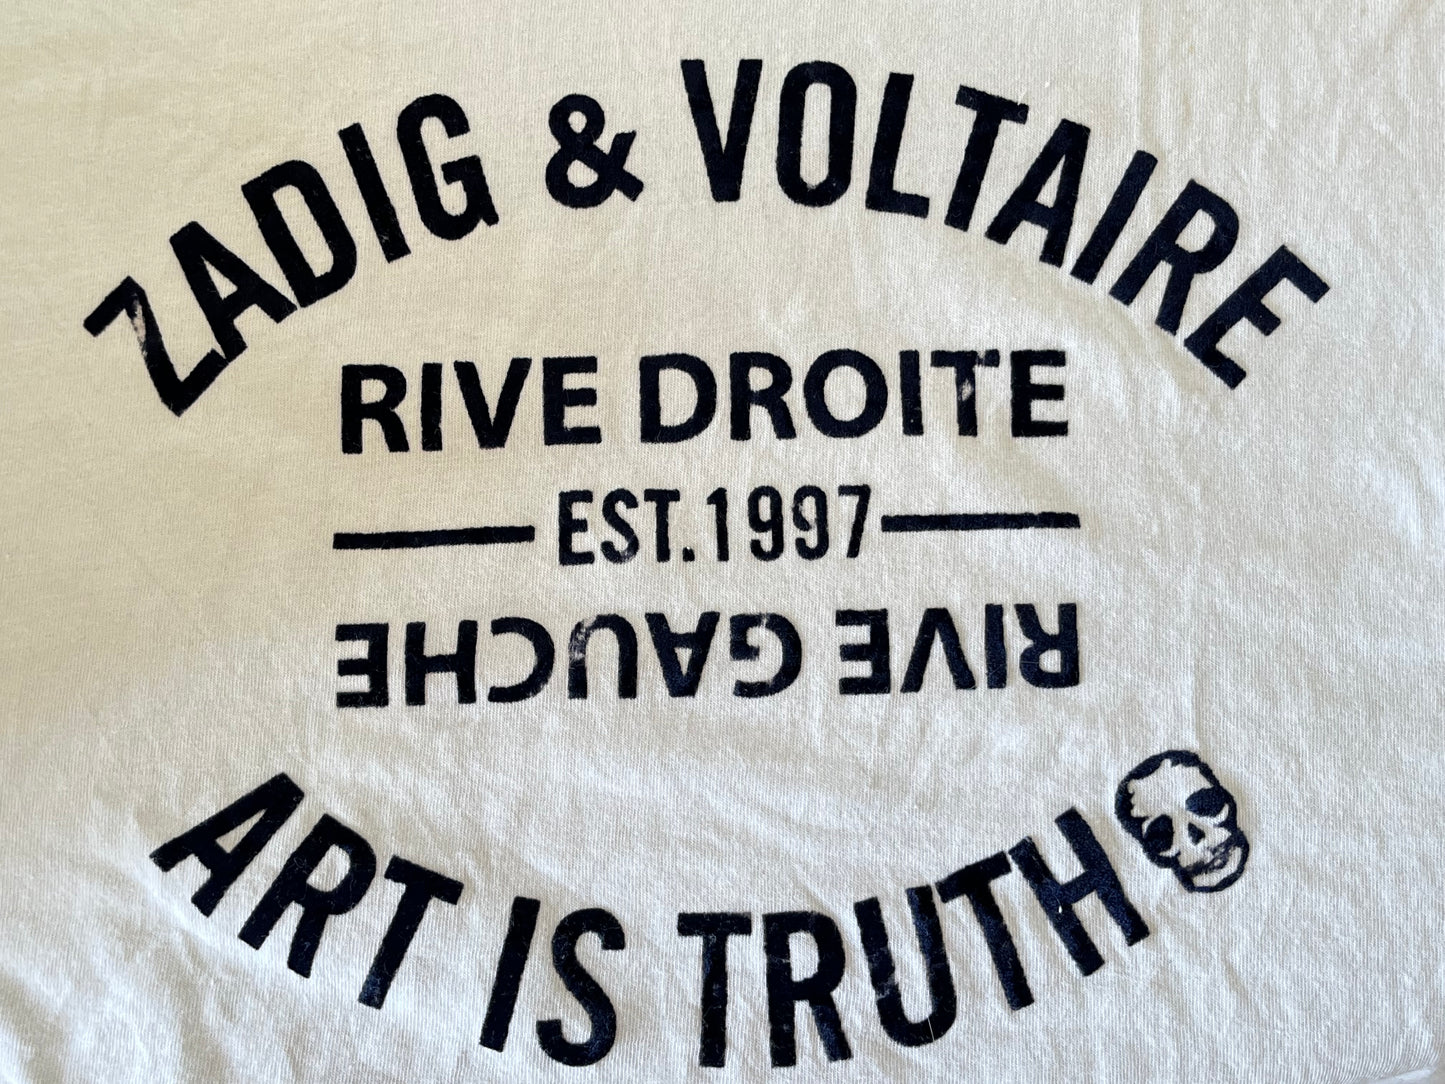 ZADIG & VOLTAIRE
RIVE DROITE
EST.1997
RIVE GAUCHE
ART IS TRUTH